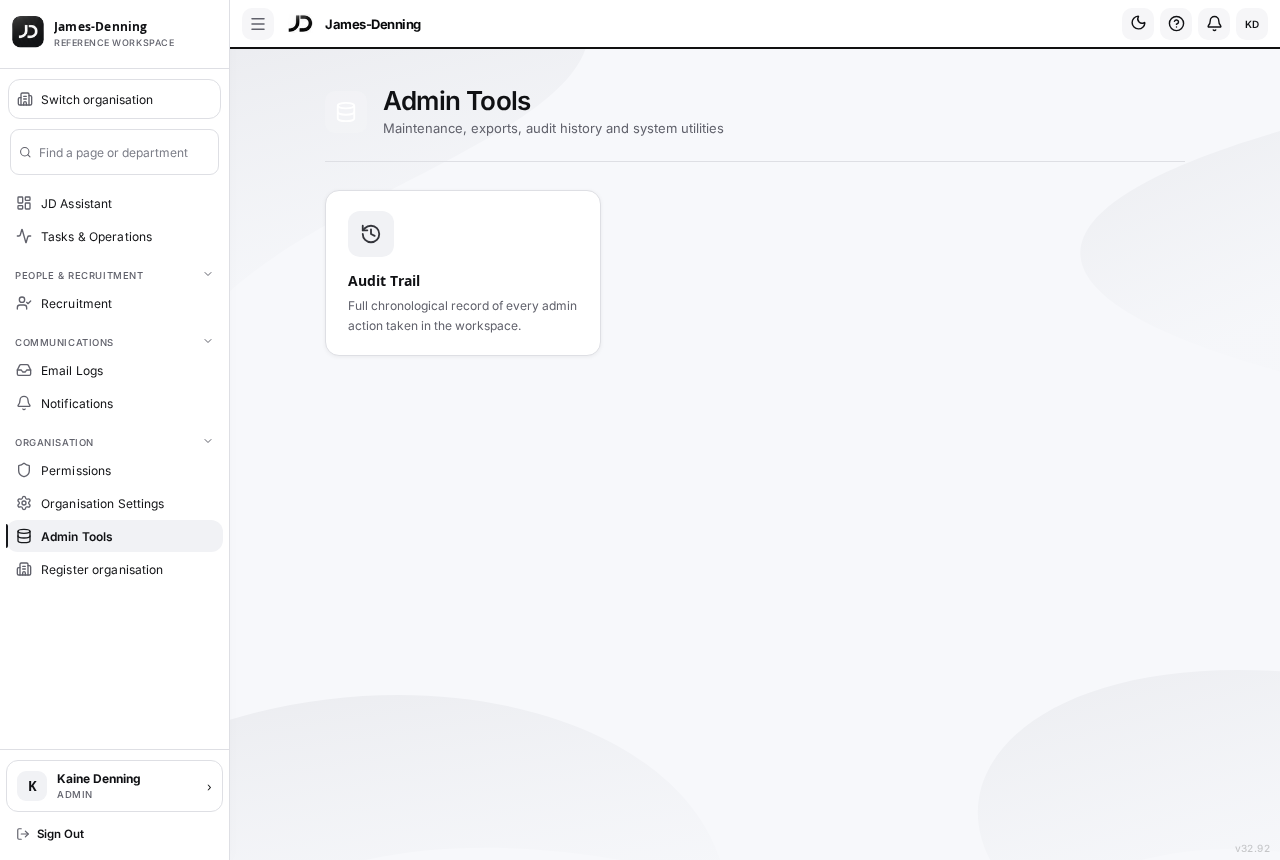 JD
James-Denning
REFERENCE WORKSPACE
Switch organisation
Find a page or department
JD Assistant
Tasks & Operations
PEOPLE & RECRUITMENT
Recruitment
COMMUNICATIONS
Email Logs
Notifications
ORGANISATION
Permissions
Organisation Settings
Admin Tools
Register organisation
K
Kaine Denning
ADMIN
Sign Out
JD James-Denning
KD
Admin Tools
Maintenance, exports, audit history and system utilities
Audit Trail
Full chronological record of every admin
action taken in the workspace.
v32.92